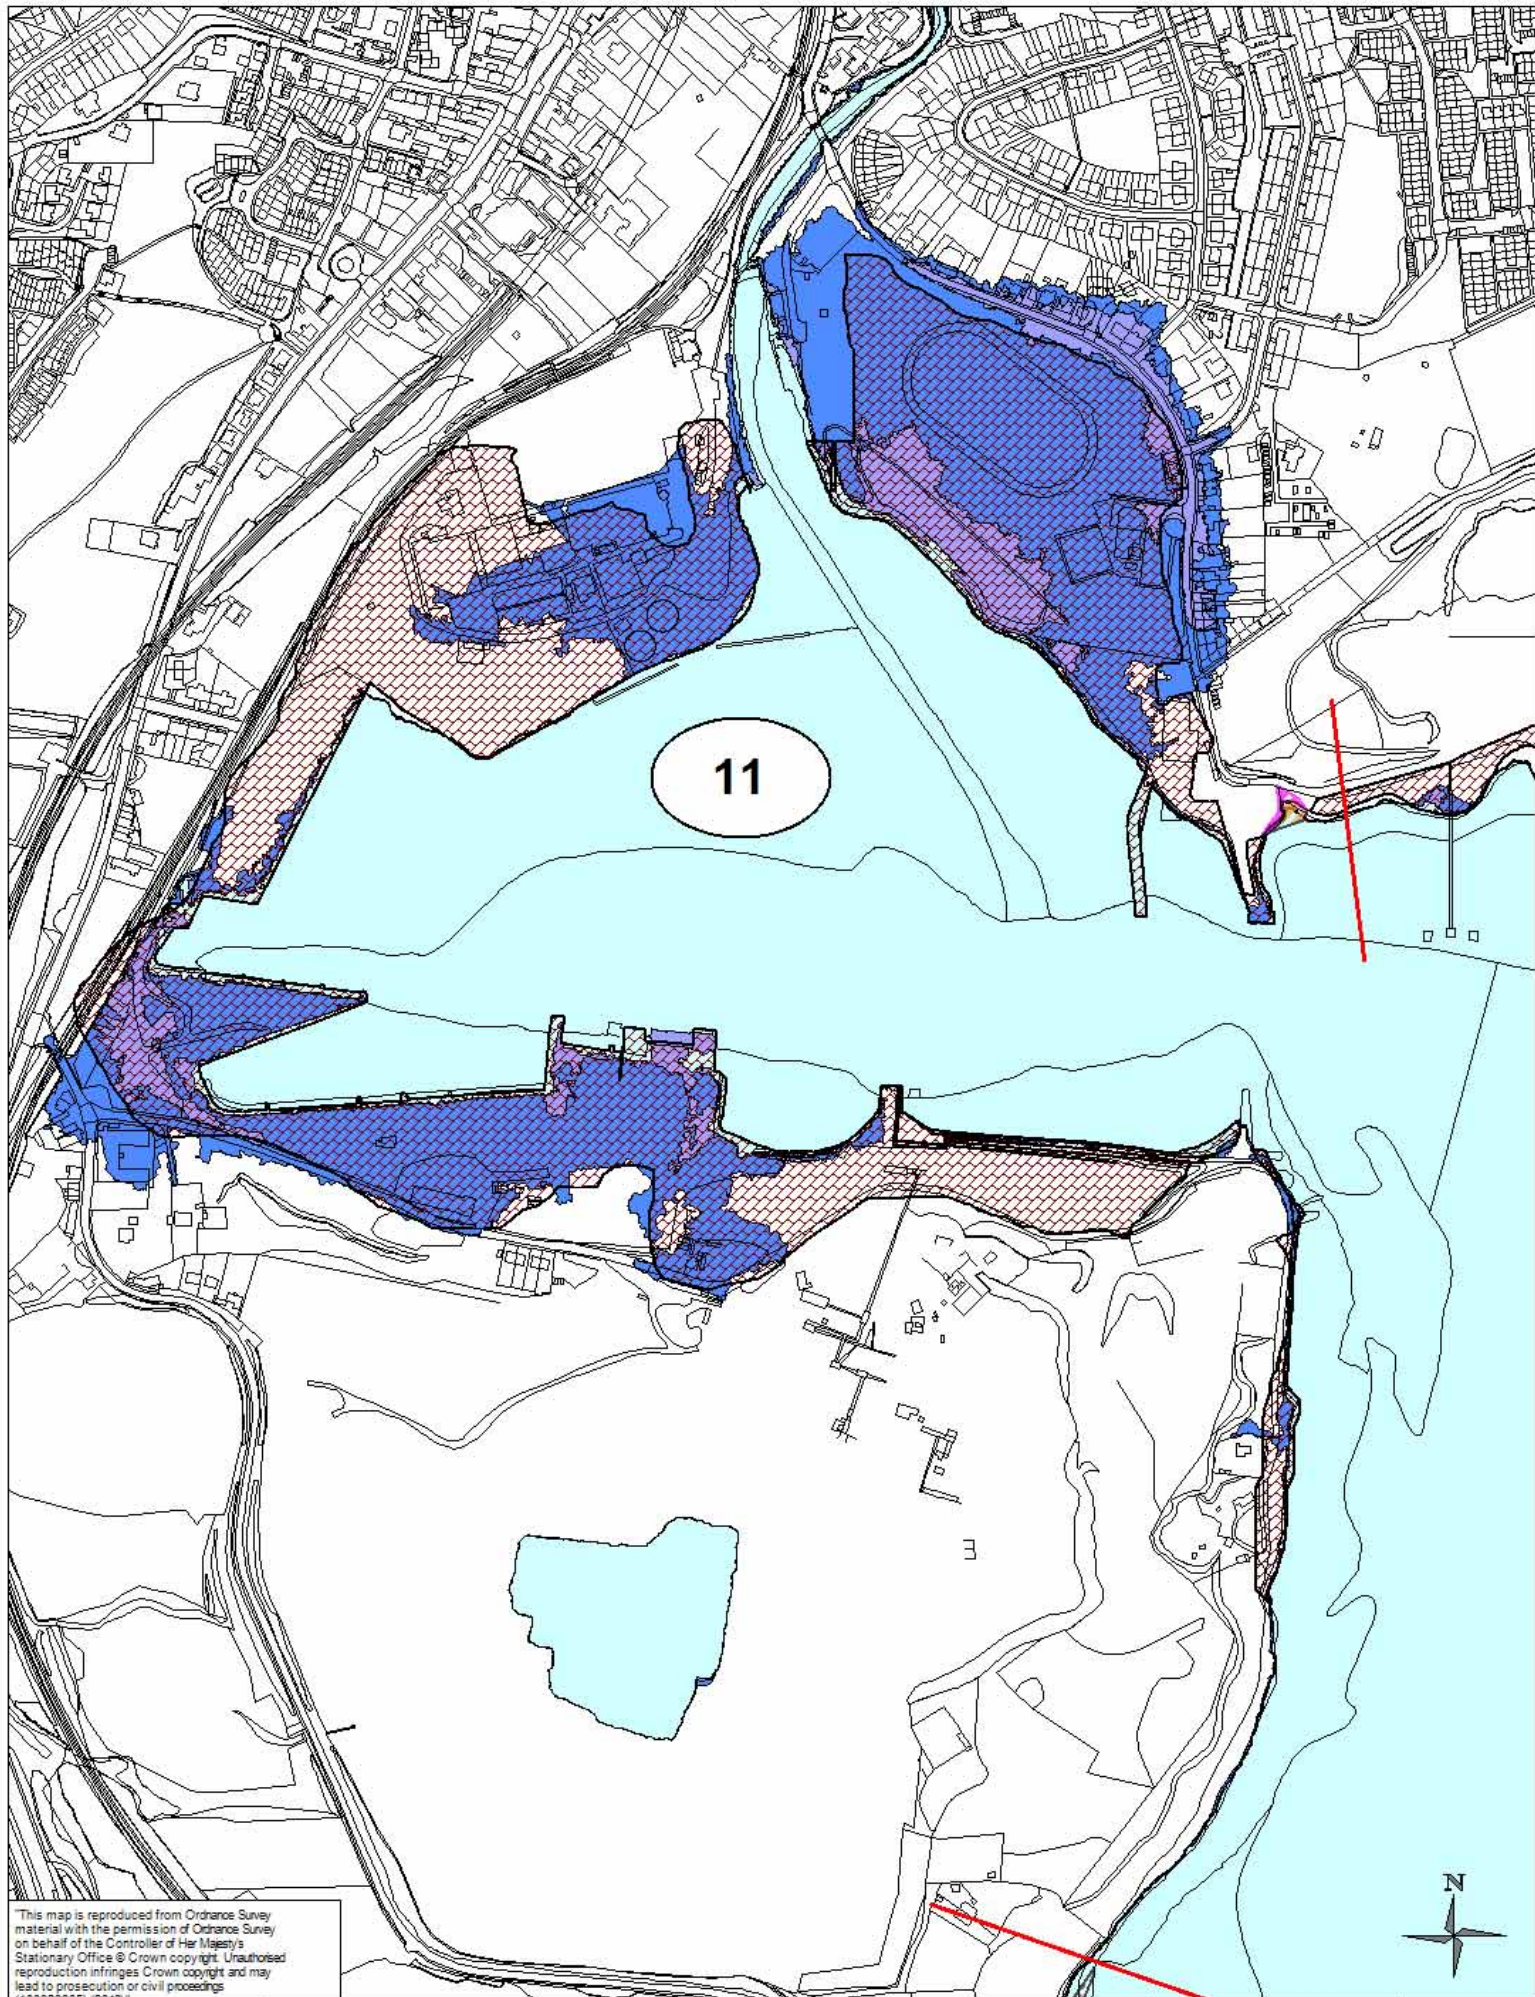 11
N
"This map is reproduced from Ordnance Survey
material with the permission of Ordnance Survey
on behalf of the Controller of Her Majesty's
Stationary Office © Crown copyright. Unauthorised
reproduction infringes Crown copyright and may
lead to prosecution or civil proceedings